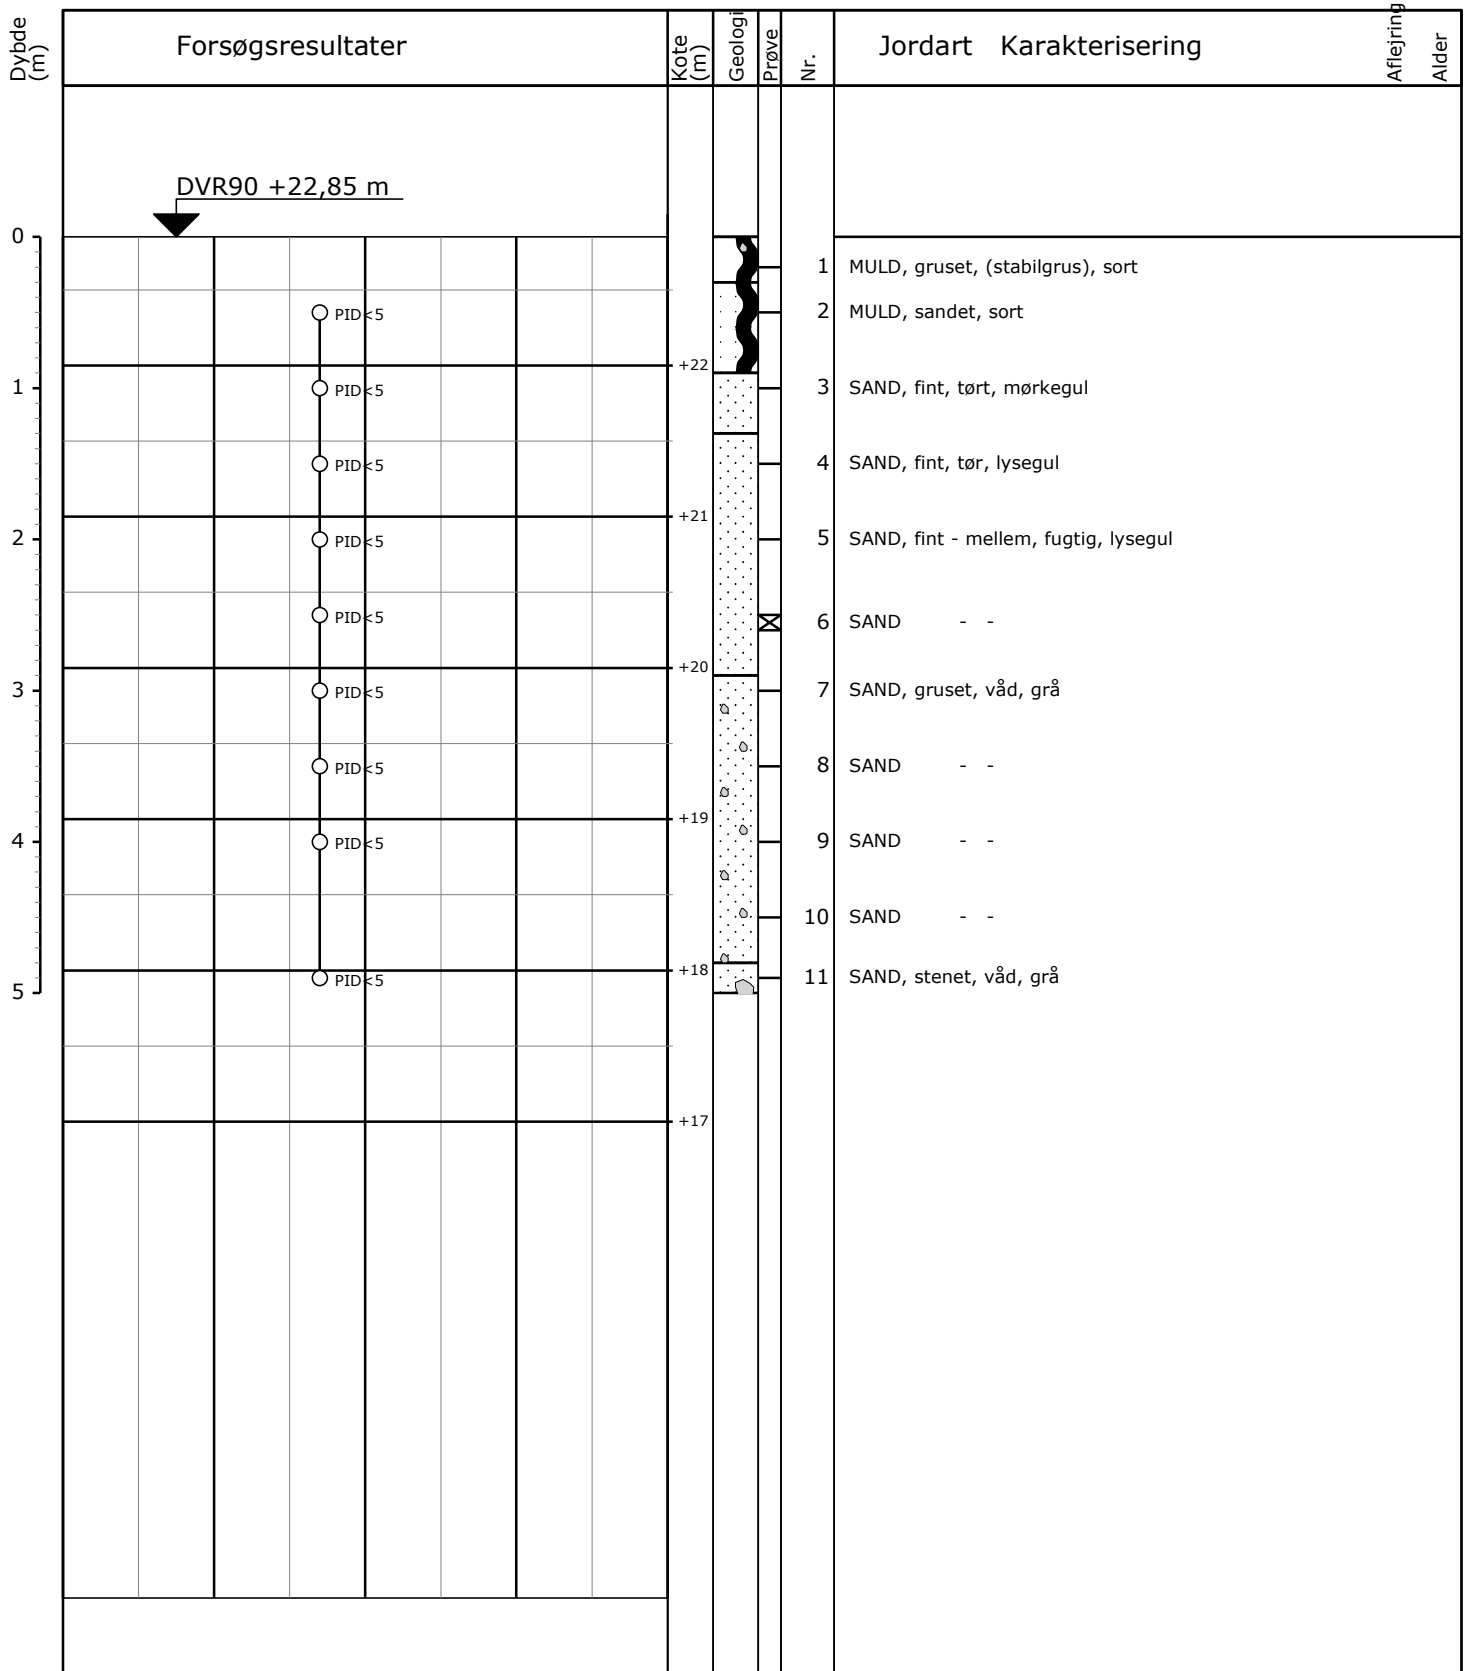 Dybde (m)
Forsøgsresultater
Kote (m)
Geologi
Prøve
Nr.
Jordart Karakterisering
Aflejring
Alder
DVR90 +22,85 m
0
1 MULD, gruset, (stabilgrus), sort
PID<5
2 MULD, sandet, sort
+22
1
PID<5
3 SAND, fint, tørt, mørkegul
PID<5
4 SAND, fint, tør, lysegul
+21
2
PID<5
5 SAND, fint - mellem, fugtig, lysegul
PID<5
6 SAND - -
+20
3
PID<5
7 SAND, gruset, våd, grå
PID<5
8 SAND - -
+19
4
PID<5
9 SAND - -
10 SAND - -
+18
PID<5
11 SAND, stenet, våd, grå
5
+17